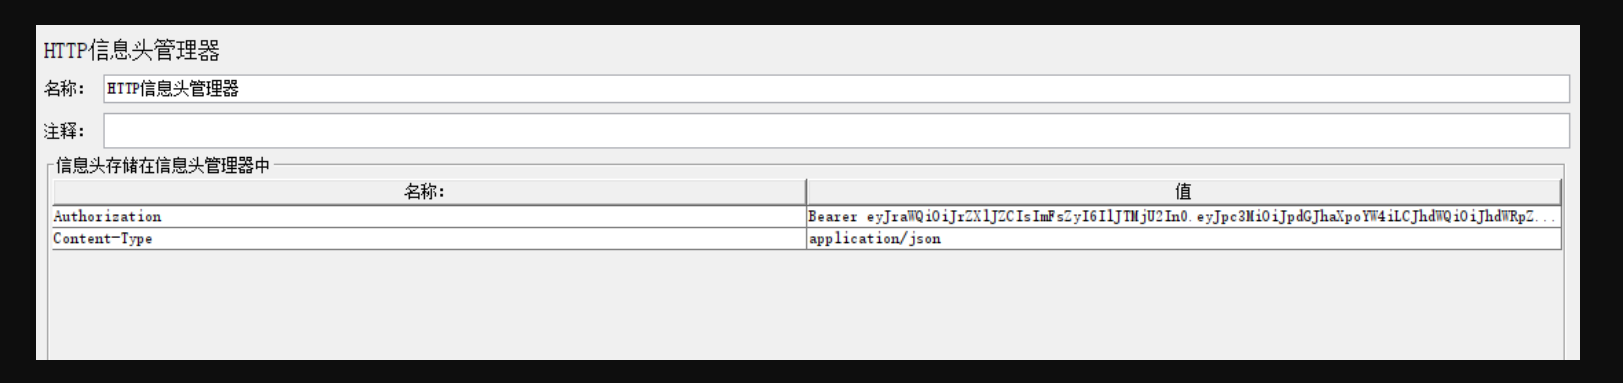 HTTP信息头管理器
名称: HTTP信息头管理器
注释:
信息头存储在信息头管理器中
名称: 值
Authorization Bearer eyJraWQiOiJrZXlJZCIsImFsZyI6IlJTMjU2In0.eyJpc3MiOiJpdGJhaXpoYW4iLCJhdWQiOiJhdWRpZ...
Content-Type application/json